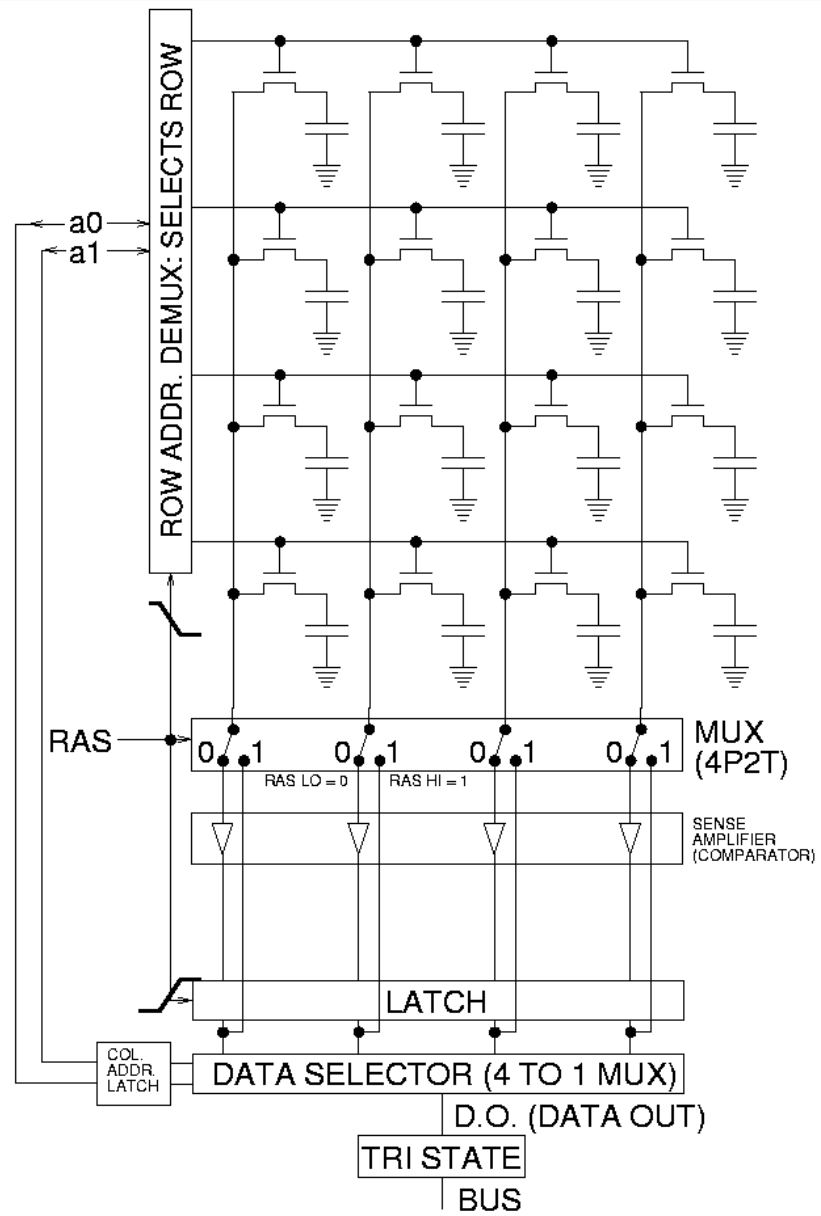 ROW ADDR. DEMUX: SELECTS ROW
a0
a1
RAS
0 1 0 1 0 1 0 1
MUX
(4P2T)
RAS LO = 0
RAS HI = 1
SENSE
AMPLIFIER
(COMPARATOR)
LATCH
COL.
ADDR.
LATCH
DATA SELECTOR (4 TO 1 MUX)
D.O. (DATA OUT)
TRI STATE
BUS